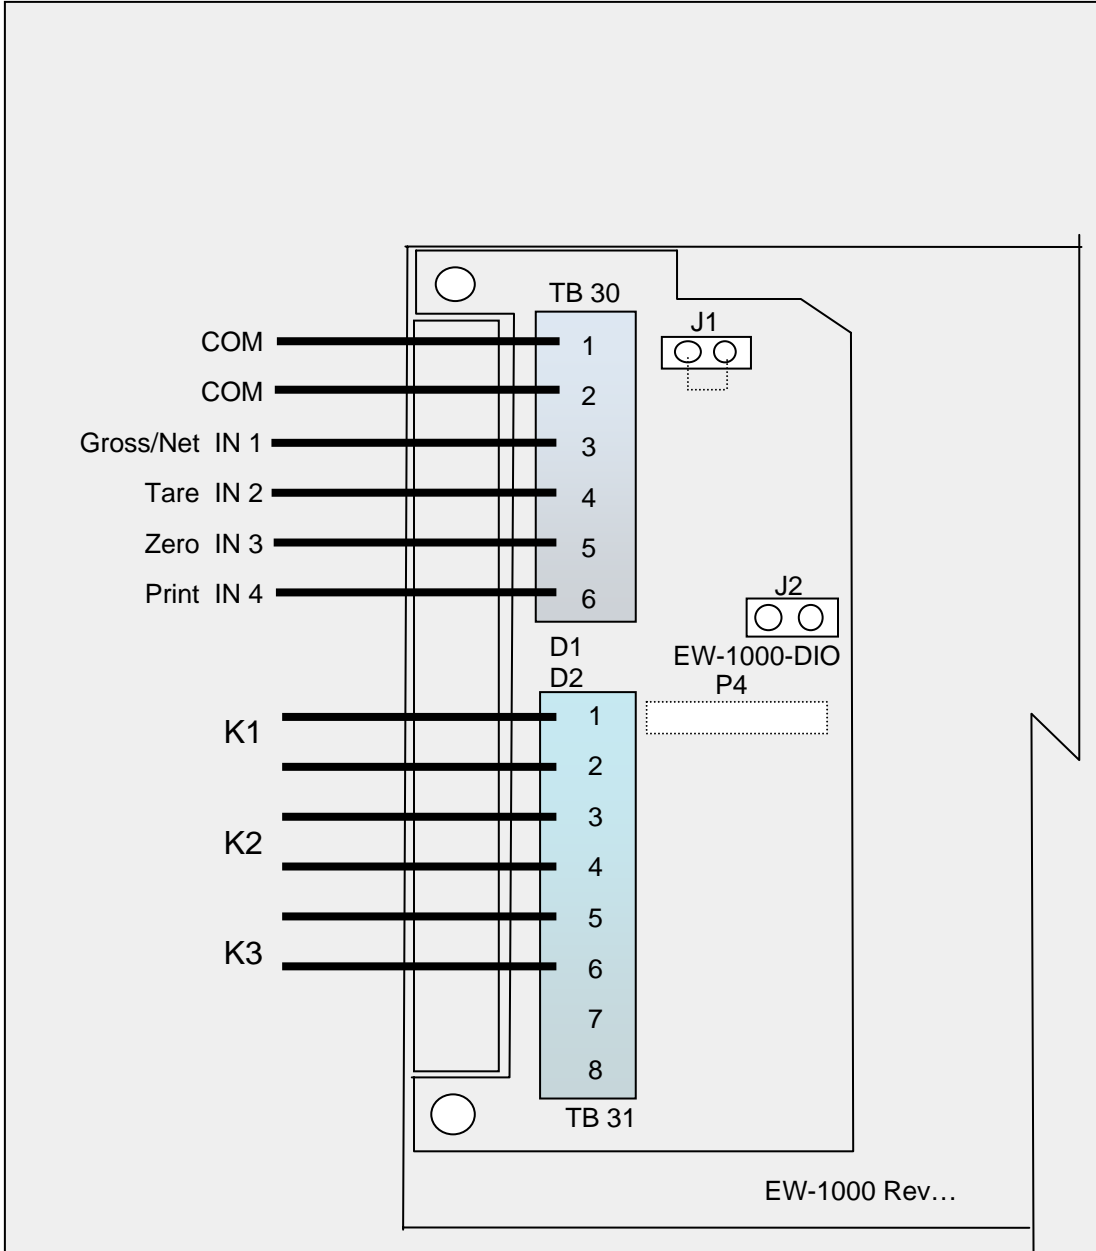 TB 30
J1
COM 1
COM 2
Gross/Net IN 1 3
Tare IN 2 4
Zero IN 3 5
Print IN 4 6
J2
D1
EW-1000-DIO
D2
P4
K1
1
2
K2
3
4
K3
5
6
7
8
TB 31
EW-1000 Rev…